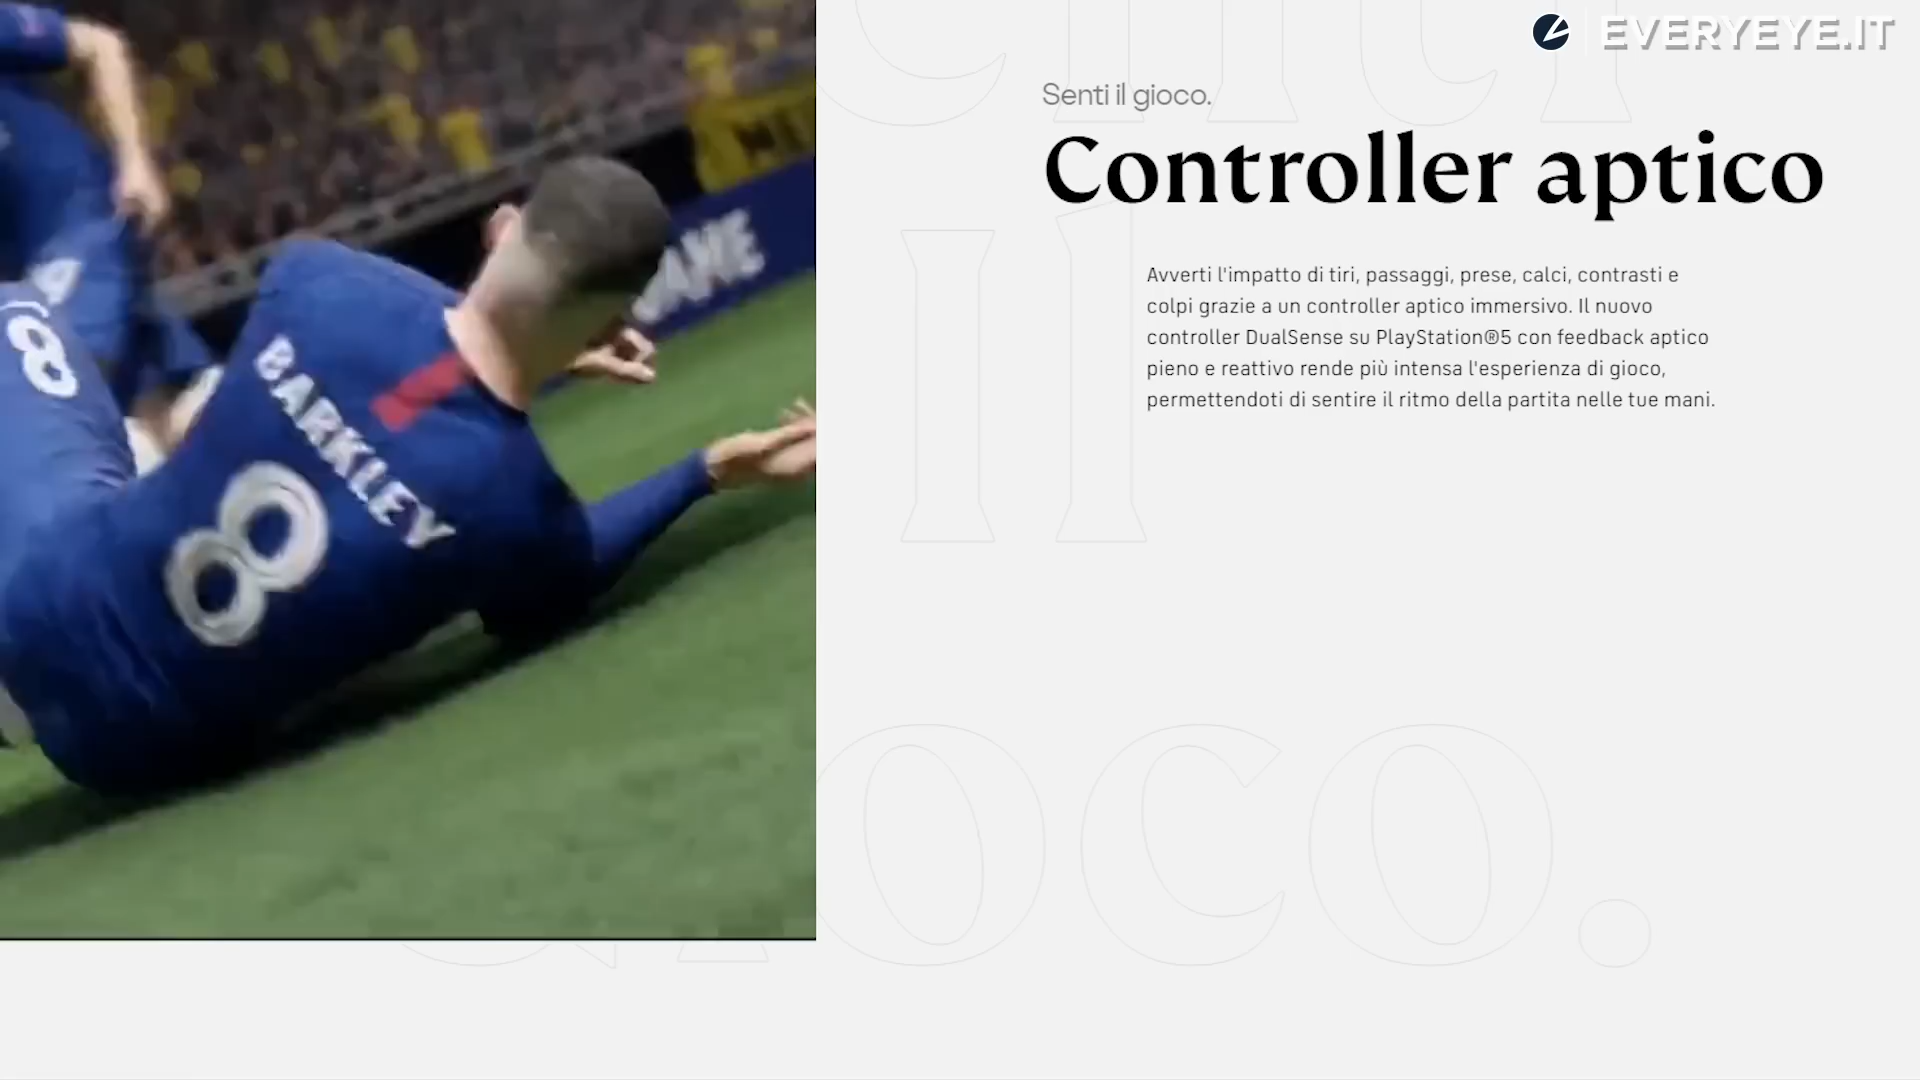 EVERYEYE.IT
Senti il gioco.
Controller aptico
Avverti l'impatto di tiri, passaggi, prese, calci, contrasti e
colpi grazie a un controller aptico immersivo. Il nuovo
controller DualSense su PlayStation®5 con feedback aptico
pieno e reattivo rende più intensa l'esperienza di gioco,
permettendoti di sentire il ritmo della partita nelle tue mani.
BARKLEY
8
8
Il